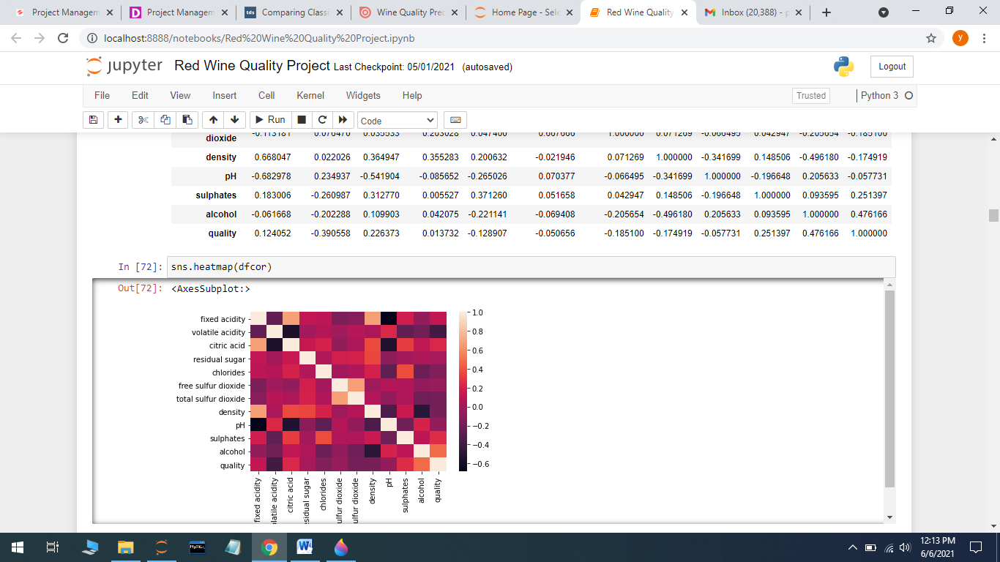 Project Managem
Project Managem
Comparing Classi
Wine Quality Prec
Home Page - Sele
Red Wine Quality
Inbox (20,388) - p
localhost:8888/notebooks/Red%20Wine%20Quality%20Project.ipynb
y
jupyter Red Wine Quality Project Last Checkpoint: 05/01/2021 (autosaved)
Logout
File Edit View Insert Cell Kernel Widgets Help
Trusted Python 3
Run Code
dioxide -0.113181 0.076470 0.035533 0.203028 0.047400 0.667666 1.000000 0.071269 -0.066495 0.042947 -0.205654 -0.185100
density 0.668047 0.022026 0.364947 0.355283 0.200632 -0.021946 0.071269 1.000000 -0.341699 0.148506 -0.496180 -0.174919
pH -0.682978 0.234937 -0.541904 -0.085652 -0.265026 0.070377 -0.066495 -0.341699 1.000000 -0.196648 0.205633 -0.057731
sulphates 0.183006 -0.260987 0.312770 0.005527 0.371260 0.051658 0.042947 0.148506 -0.196648 1.000000 0.093595 0.251397
alcohol -0.061668 -0.202288 0.109903 0.042075 -0.221141 -0.069408 -0.205654 -0.496180 0.205633 0.093595 1.000000 0.476166
quality 0.124052 -0.390558 0.226373 0.013732 -0.128907 -0.050656 -0.185100 -0.174919 -0.057731 0.251397 0.476166 1.000000
In [72]: sns.heatmap(dfcor)
Out[72]: <AxesSubplot:>
fixed acidity
volatile acidity
citric acid
residual sugar
chlorides
free sulfur dioxide
total sulfur dioxide
density
pH
sulphates
alcohol
quality
1.0
0.8
0.6
0.4
0.2
0.0
−0.2
−0.4
−0.6
fixed acidity
latile acidity
citric acid
esidual sugar
chlorides
ulfur dioxide
ulfur dioxide
density
pH
sulphates
alcohol
quality
12:13 PM
6/6/2021